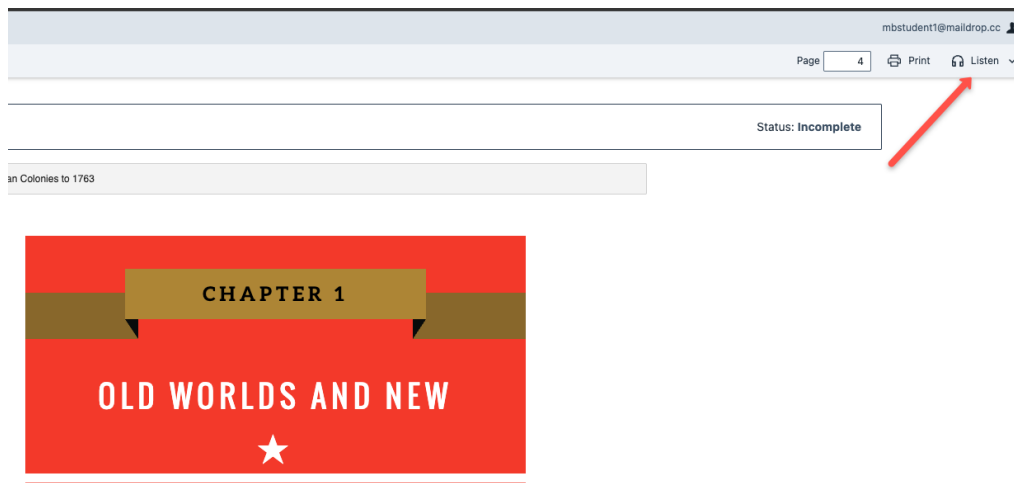 mbstudent1@maildrop.cc
Page 4 Print Listen
Status: Incomplete
an Colonies to 1763
CHAPTER 1
OLD WORLDS AND NEW